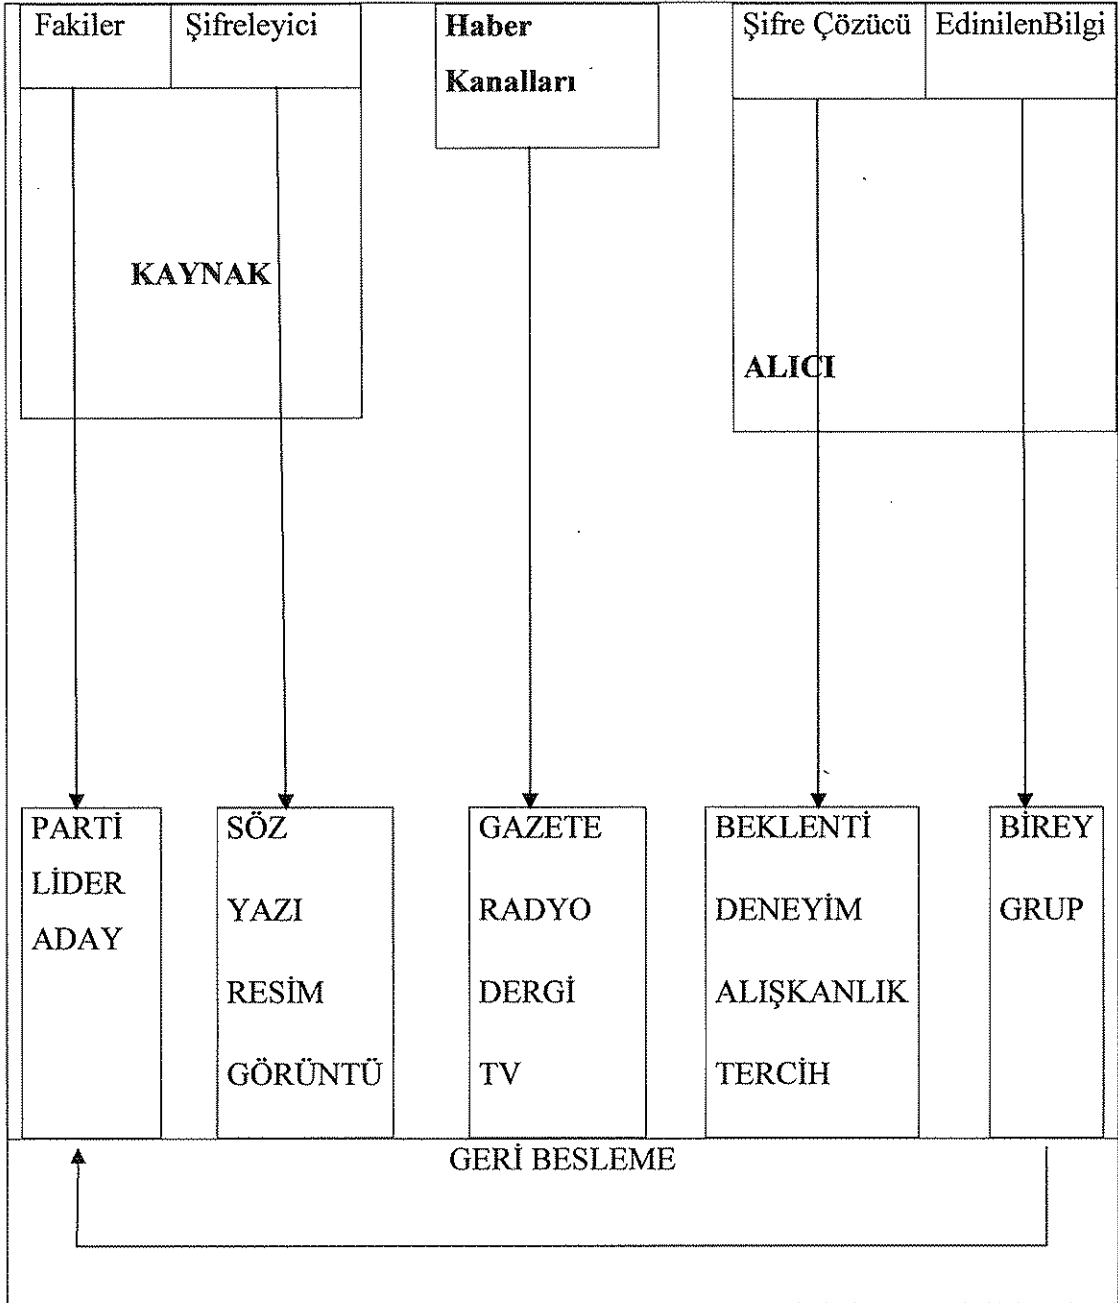 Fakiler
Şifreleyici
Haber
Kanalları
Şifre Çözücü
EdinilenBilgi
KAYNAK
ALICI
PARTİ
LİDER
ADAY
SÖZ
YAZI
RESİM
GÖRÜNTÜ
GAZETE
RADYO
DERGİ
TV
BEKLENTİ
DENEYİM
ALIŞKANLIK
TERCİH
BİREY
GRUP
GERİ BESLEME